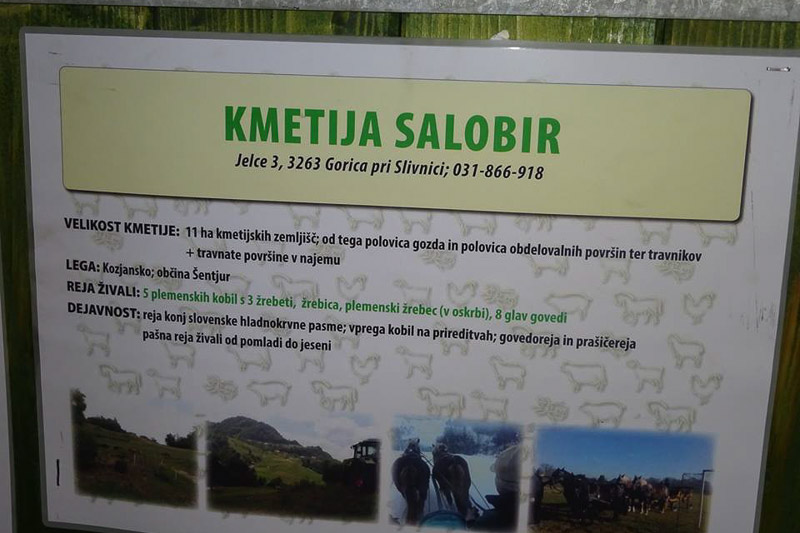 KMETIJA SALOBIR
Jelce 3, 3263 Gorica pri Slivnici; 031-866-918
VELIKOST KMETIJE: 11 ha kmetijskih zemljišč; od tega polovica gozda in polovica obdelovalnih površin ter travnikov
+ travnate površine v najemu
LEGA: Kozjansko; občina Šentjur
REJA ŽIVALI: 5 plemenskih kobil s 3 žrebeti, žrebica, plemenski žrebec (v oskrbi), 8 glav govedi
DEJAVNOST: reja konj slovenske hladnokrvne pasme; vprega kobil na prireditvah; govedoreja in prašičereja
pašna reja živali od pomladi do jeseni